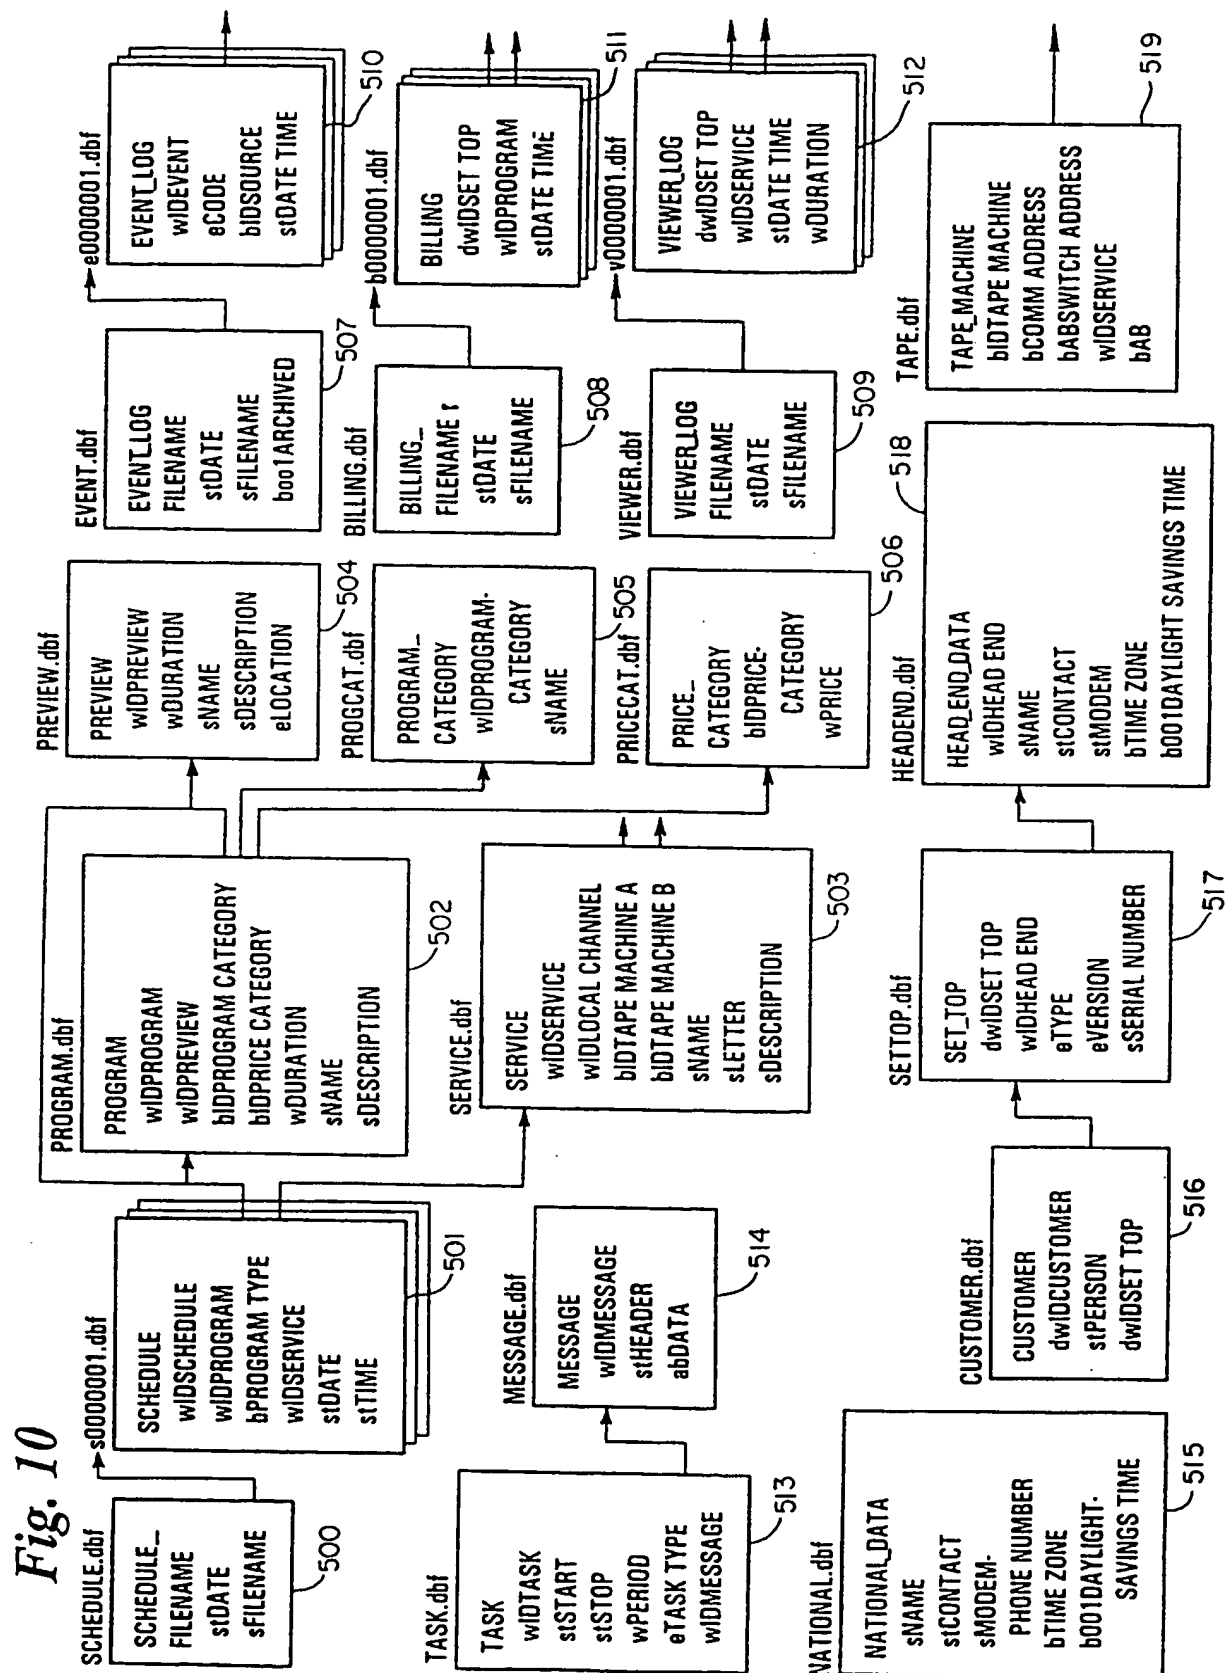 Fig. 10
SCHEDULE.dbf
SCHEDULE_
FILENAME
stDATE
sFILENAME
500
s0000001.dbf
SCHEDULE
wIDSCHEDULE
wIDPROGRAM
bPROGRAM TYPE
wIDSERVICE
stDATE
stTIME
501
PROGRAM.dbf
PROGRAM
wIDPROGRAM
wIDPREVIEW
bIDPROGRAM CATEGORY
bIDPRICE CATEGORY
wDURATION
sNAME
sDESCRIPTION
502
SERVICE.dbf
SERVICE
wIDSERVICE
wIDLOCAL CHANNEL
bIDTAPE MACHINE A
bIDTAPE MACHINE B
sNAME
sLETTER
sDESCRIPTION
503
PREVIEW.dbf
PREVIEW
wIDPREVIEW
wDURATION
sNAME
sDESCRIPTION
eLOCATION
504
PROGCAT.dbf
PROGRAM_
CATEGORY
wIDPROGRAM-
CATEGORY
sNAME
505
PRICECAT.dbf
PRICE_
CATEGORY
bIDPRICE-
CATEGORY
wPRICE
506
EVENT.dbf
EVENT_LOG
FILENAME
stDATE
sFILENAME
boo1ARCHIVED
507
BILLING.dbf
BILLING_
FILENAME
stDATE
sFILENAME
508
VIEWER.dbf
VIEWER_LOG
FILENAME
stDATE
sFILENAME
509
e0000001.dbf
EVENT_LOG
wIDEVENT
eCODE
bIDSOURCE
stDATE TIME
510
b0000001.dbf
BILLING
dwIDSET TOP
wIDPROGRAM
stDATE TIME
511
v0000001.dbf
VIEWER_LOG
dwIDSET TOP
wIDSERVICE
stDATE TIME
wDURATION
512
TASK.dbf
TASK
wIDTASK
stSTART
stSTOP
wPERIOD
eTASK TYPE
wIDMESSAGE
513
MESSAGE.dbf
MESSAGE
wIDMESSAGE
stHEADER
abDATA
514
NATIONAL.dbf
NATIONAL_DATA
sNAME
stCONTACT
sMODEM-
PHONE NUMBER
bTIME ZONE
b001DAYLIGHT-
SAVINGS TIME
515
CUSTOMER.dbf
CUSTOMER
dwIDCUSTOMER
stPERSON
dwIDSET TOP
516
SETTOP.dbf
SET_TOP
dwIDSET TOP
wIDHEAD END
eTYPE
eVERSION
sSERIAL NUMBER
517
HEADEND.dbf
HEAD_END_DATA
wIDHEAD END
sNAME
stCONTACT
stMODEM
bTIME ZONE
b001DAYLIGHT SAVINGS TIME
518
TAPE.dbf
TAPE_MACHINE
bIDTAPE MACHINE
bCOMM ADDRESS
bABSWITCH ADDRESS
wIDSERVICE
bAB
519